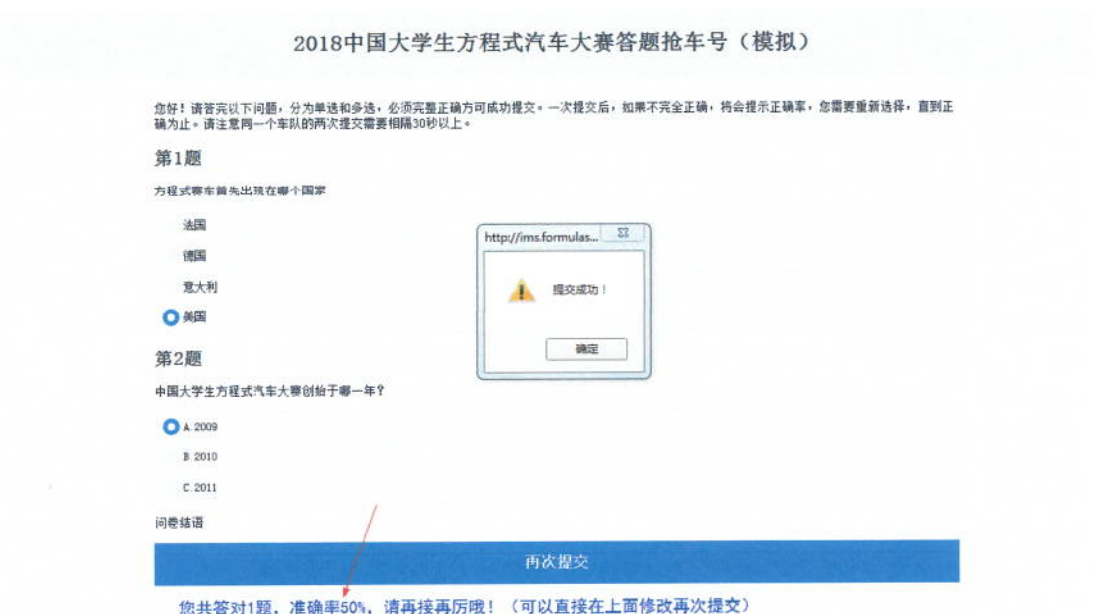 2018中国大学生方程式汽车大赛答题抢车号（模拟）
您好！请答完以下问题，分为单选和多选，必须完整正确方可成功提交。一次提交后，如果不完全正确，将会提示正确率，您需要重新选择，直到正
确为止。请注意同一个车队的两次提交需要相隔30秒以上。
第1题
方程式赛车首先出现在哪个国家
法国
德国
意大利
美国
http://ims.formulas...
提交成功！
确定
第2题
中国大学生方程式汽车大赛创始于哪一年？
A.2009
B.2010
C.2011
问卷结语
再次提交
您共答对1题，准确率50%，请再接再厉哦！（可以直接在上面修改再次提交）